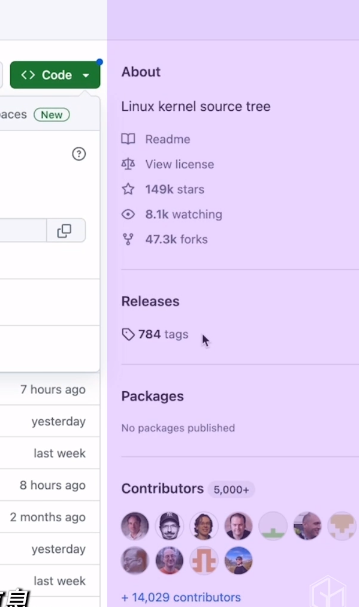 Code
aces New
About
Linux kernel source tree
Readme
View license
149k stars
8.1k watching
47.3k forks
Releases
784 tags
Packages
No packages published
Contributors 5,000+
+ 14,029 contributors
7 hours ago
yesterday
last week
8 hours ago
2 months ago
yesterday
last week
息